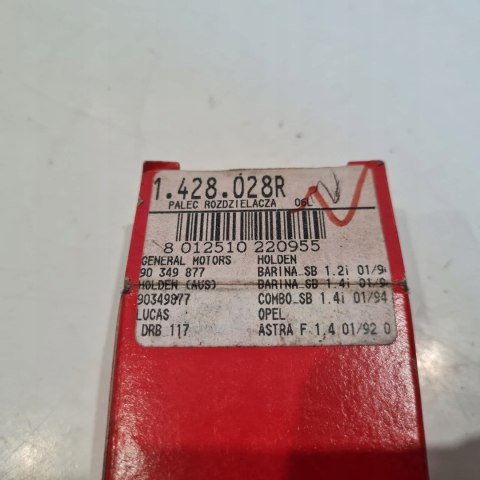 1.428.028R
PALEC ROZDZIELACZA 06L
8 012510 220955
GENERAL MOTORS HOLDEN
90 349 877 BARINA SB 1.2i 01/9
HOLDEN (AUS) BARINA SB 1.4i 01/9
90349877 COMBO SB 1.4i 01/94
LUCAS OPEL
DRB 117 ASTRA F 1,4 01/92 0